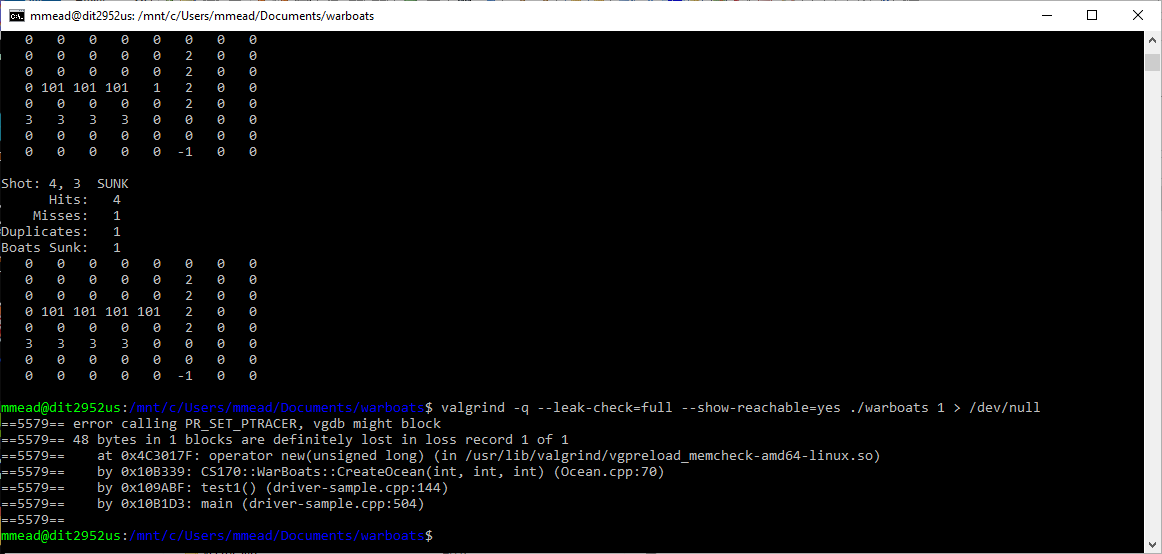 mmead@dit2952us: /mnt/c/Users/mmead/Documents/warboats
   0   0   0   0   0   0   0   0
   0   0   0   0   0   2   0   0
   0   0   0   0   0   2   0   0
   0 101 101 101   1   2   0   0
   0   0   0   0   0   2   0   0
   3   3   3   3   0   0   0   0
   0   0   0   0   0   0   0   0
   0   0   0   0   0  -1   0   0
Shot: 4, 3  SUNK
      Hits:   4
    Misses:   1
Duplicates:   1
Boats Sunk:   1
   0   0   0   0   0   0   0   0
   0   0   0   0   0   2   0   0
   0   0   0   0   0   2   0   0
   0 101 101 101 101   2   0   0
   0   0   0   0   0   2   0   0
   3   3   3   3   0   0   0   0
   0   0   0   0   0   0   0   0
   0   0   0   0   0  -1   0   0
mmead@dit2952us:/mnt/c/Users/mmead/Documents/warboats$ valgrind -q --leak-check=full --show-reachable=yes ./warboats 1 > /dev/null
==5579== error calling PR_SET_PTRACER, vgdb might block
==5579== 48 bytes in 1 blocks are definitely lost in loss record 1 of 1
==5579==    at 0x4C3017F: operator new(unsigned long) (in /usr/lib/valgrind/vgpreload_memcheck-amd64-linux.so)
==5579==    by 0x10B339: CS170::WarBoats::CreateOcean(int, int, int) (Ocean.cpp:70)
==5579==    by 0x109ABF: test1() (driver-sample.cpp:144)
==5579==    by 0x10B1D3: main (driver-sample.cpp:504)
==5579==
mmead@dit2952us:/mnt/c/Users/mmead/Documents/warboats$